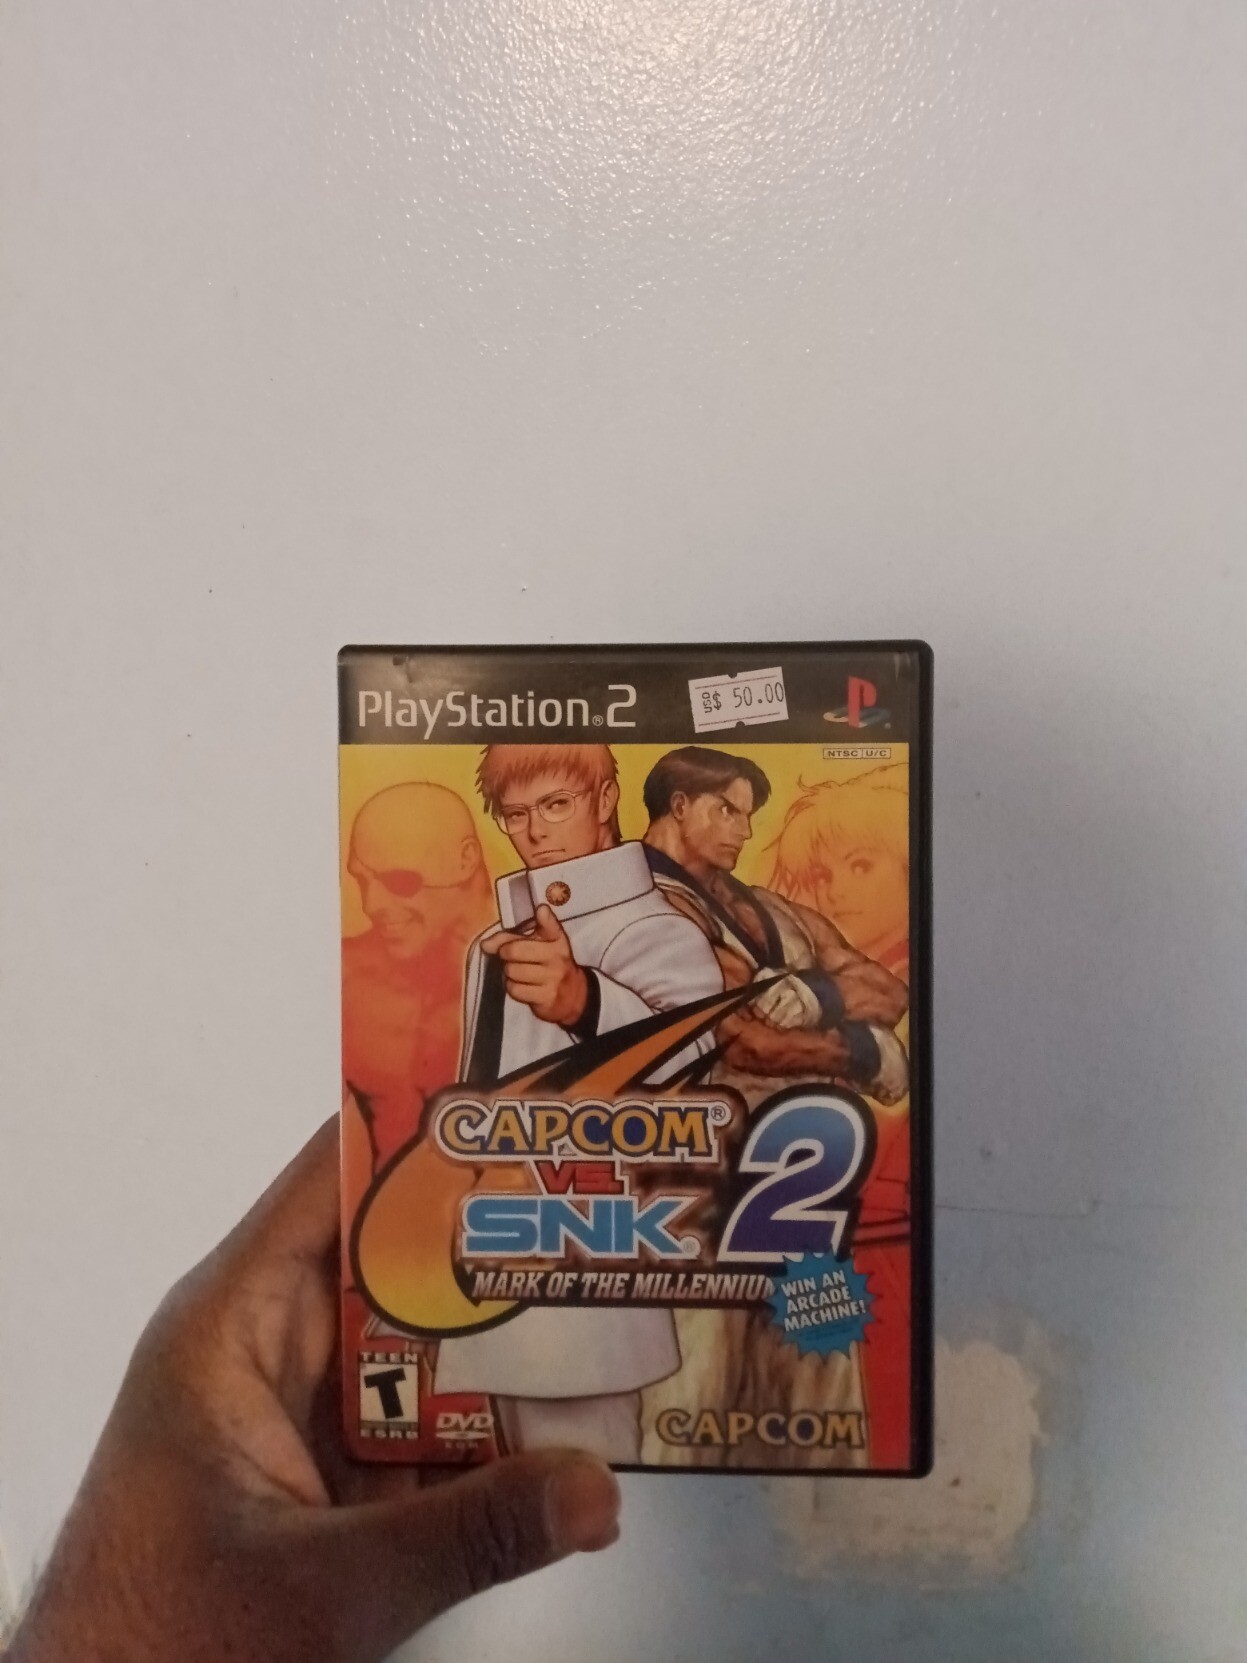 PlayStation®2
USD$ 50.00
NTSC U/C
CAPCOM®
VS.
SNK® 2
MARK OF THE MILLENNIU
WIN AN
ARCADE
MACHINE!
TEEN
T
ESRB
DVD
CAPCOM